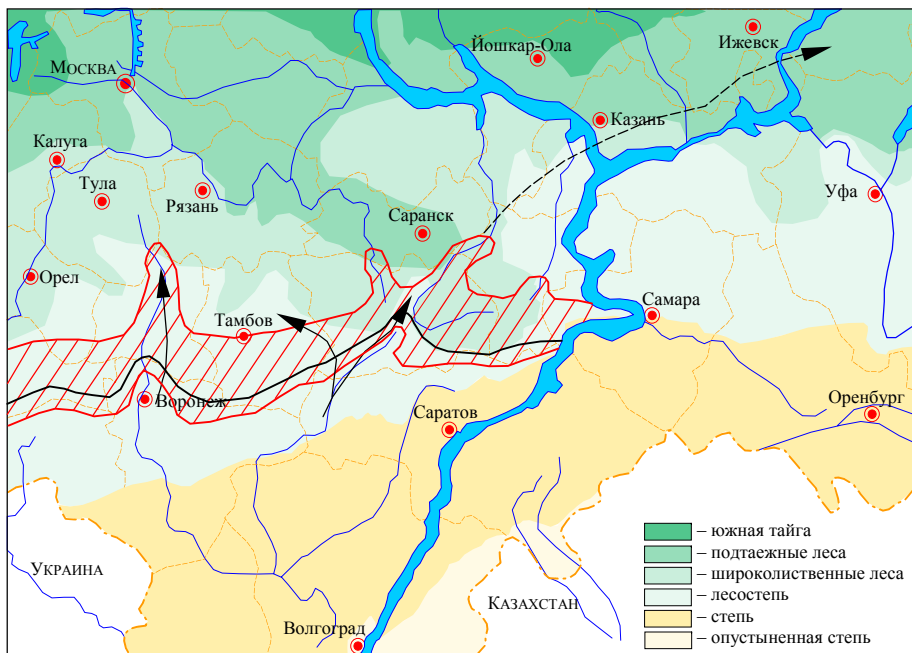 Йошкар-Ола
Ижевск
Москва
Казань
Калуга
Тула
Рязань
Уфа
Саранск
Орел
Самара
Тамбов
Воронеж
Саратов
Оренбург
– южная тайга
– подтаежные леса
– широколиственные леса
– лесостепь
– степь
– опустыненная степь
Украина
Казахстан
Волгоград